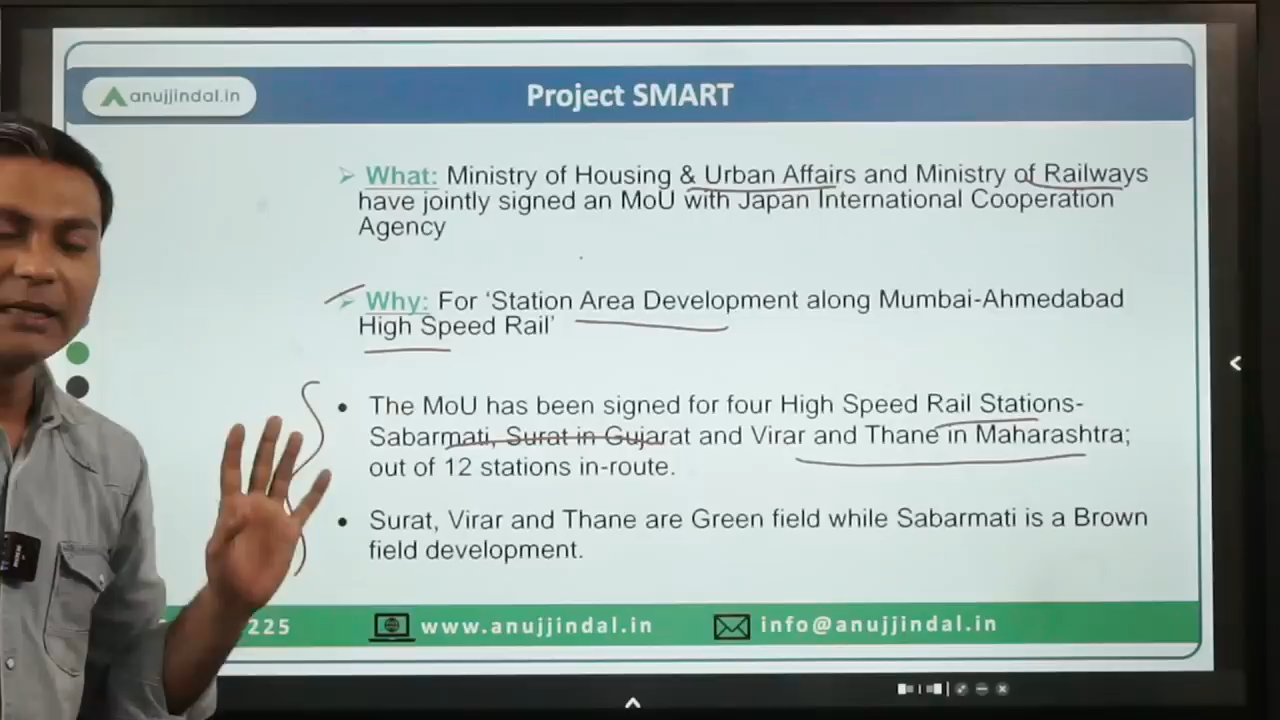 anujjindal.in
Project SMART
➢ What: Ministry of Housing & Urban Affairs and Ministry of Railways
have jointly signed an MoU with Japan International Cooperation
Agency
➢ Why: For ‘Station Area Development along Mumbai-Ahmedabad
High Speed Rail’
• The MoU has been signed for four High Speed Rail Stations-
Sabarmati, Surat in Gujarat and Virar and Thane in Maharashtra;
out of 12 stations in-route.
• Surat, Virar and Thane are Green field while Sabarmati is a Brown
field development.
225
www.anujjindal.in
info@anujjindal.in